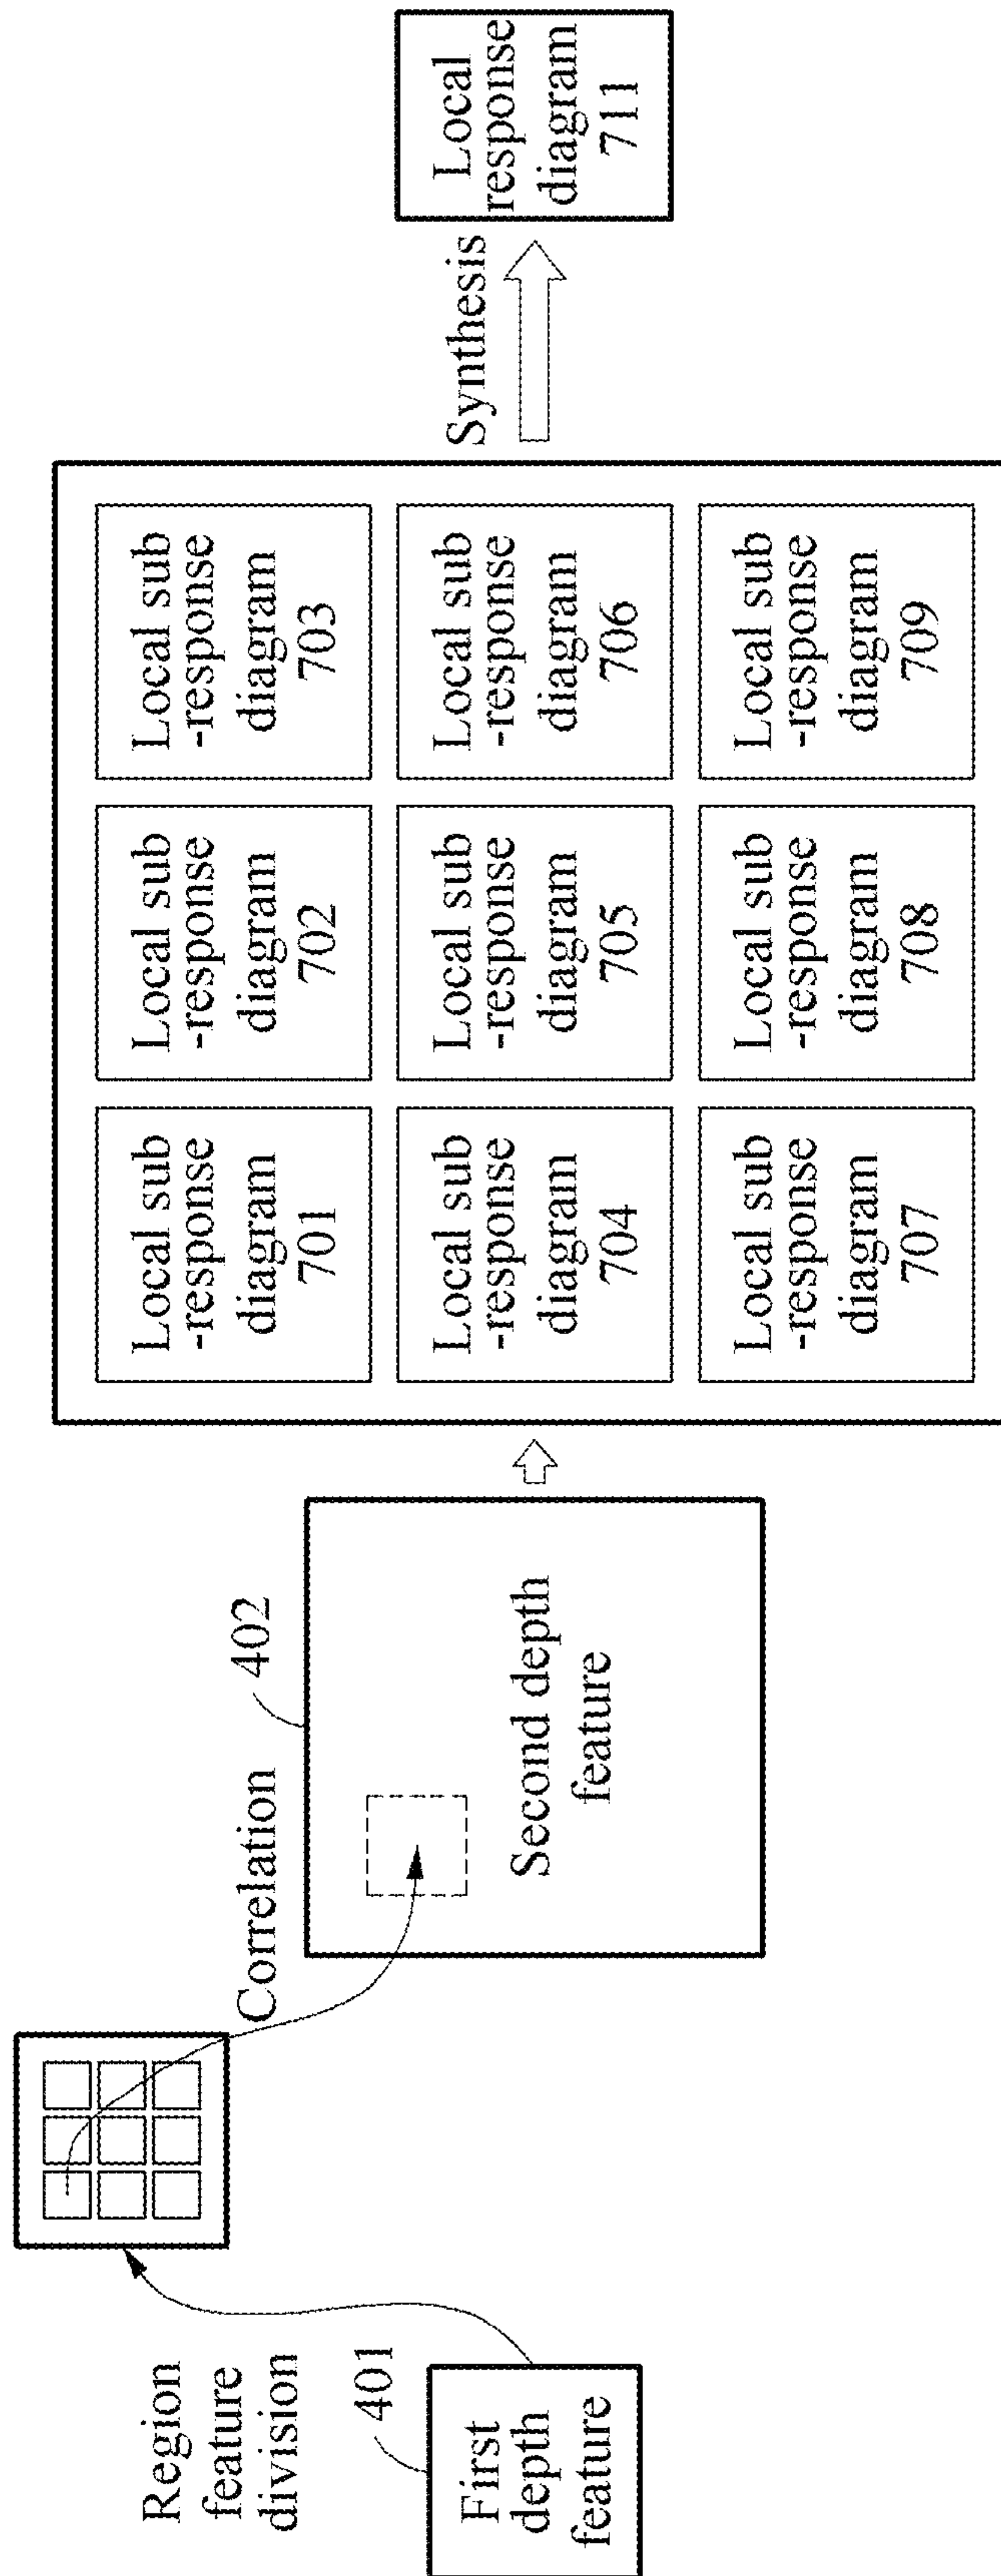 Region
feature
division
401
First
depth
feature
Correlation
402
Second depth
feature
Local sub
-response
diagram
701
Local sub
-response
diagram
702
Local sub
-response
diagram
703
Local sub
-response
diagram
704
Local sub
-response
diagram
705
Local sub
-response
diagram
706
Local sub
-response
diagram
707
Local sub
-response
diagram
708
Local sub
-response
diagram
709
Synthesis
Local
response
diagram
711